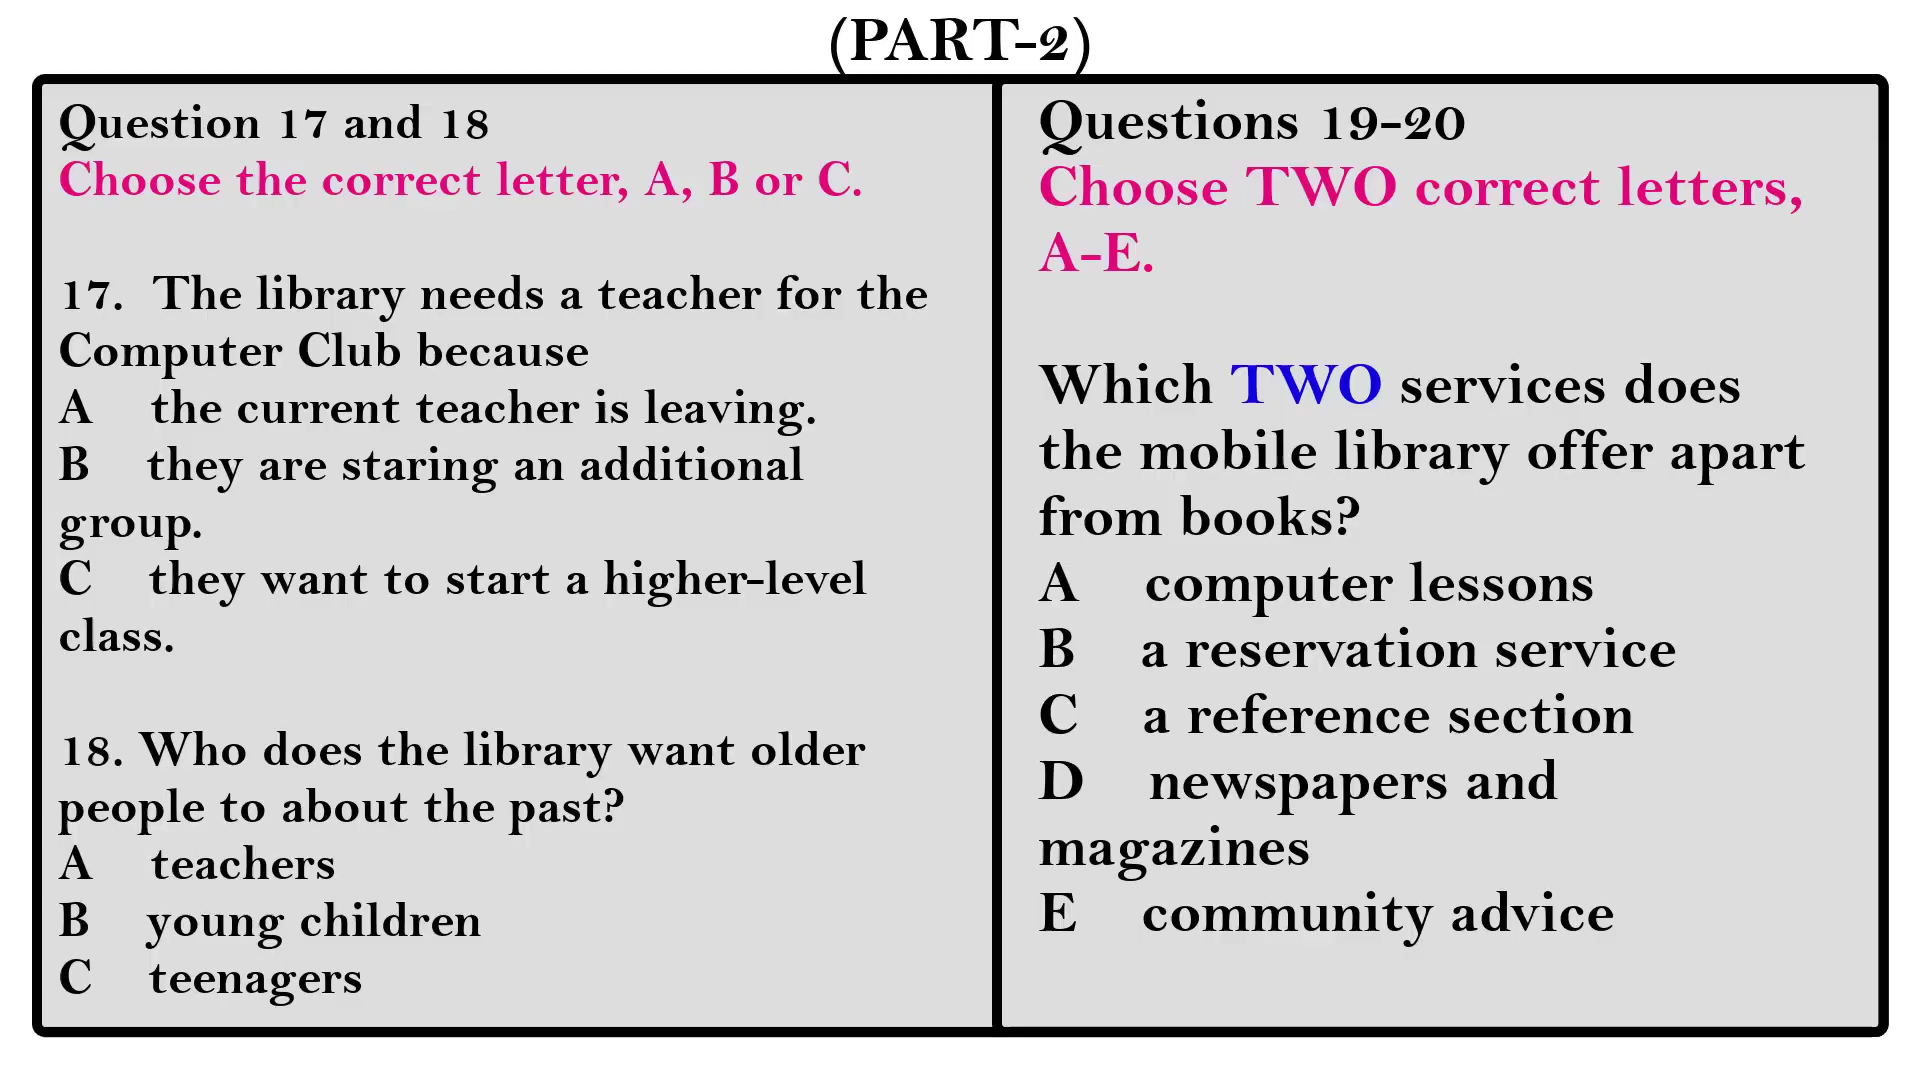 (PART-2)
Question 17 and 18
Choose the correct letter, A, B or C.
17. The library needs a teacher for the
Computer Club because
A the current teacher is leaving.
B they are staring an additional
group.
C they want to start a higher-level
class.
18. Who does the library want older
people to about the past?
A teachers
B young children
C teenagers
Questions 19-20
Choose TWO correct letters,
A-E.
Which TWO services does
the mobile library offer apart
from books?
A computer lessons
B a reservation service
C a reference section
D newspapers and
magazines
E community advice